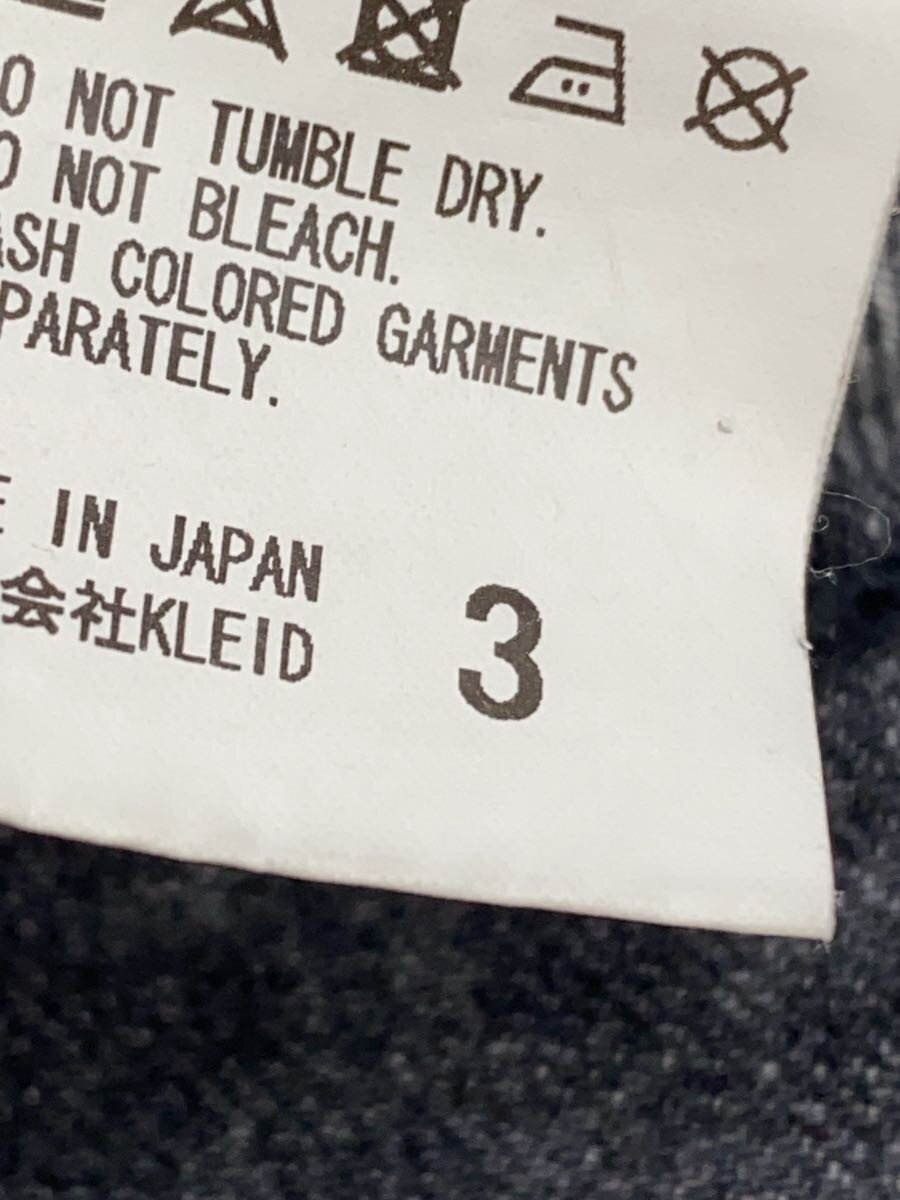 O NOT TUMBLE DRY.
O NOT BLEACH.
ASH COLORED GARMENTS
PARATELY.
E IN JAPAN
会社KLEID
3